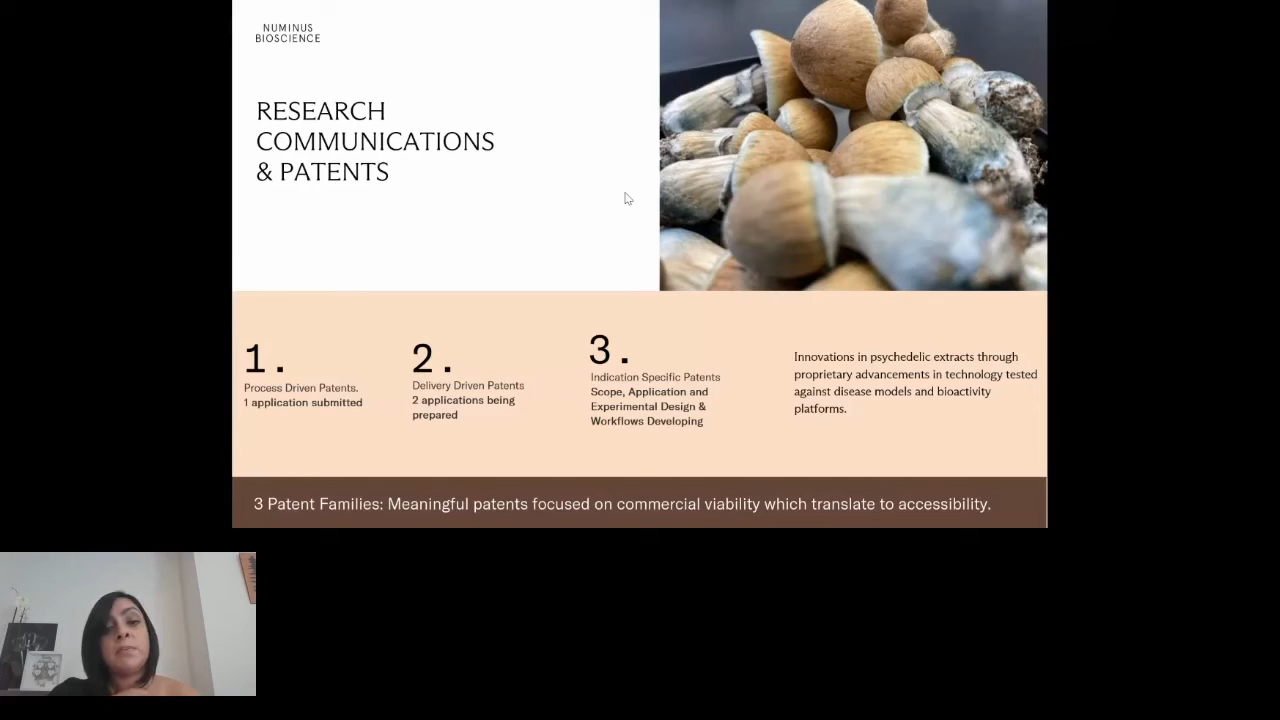 NUMINUS
BIOSCIENCE
RESEARCH
COMMUNICATIONS
& PATENTS
1.
Process Driven Patents.
1 application submitted
2.
Delivery Driven Patents
2 applications being
prepared
3.
Indication Specific Patents
Scope, Application and
Experimental Design &
Workflows Developing
Innovations in psychedelic extracts through
proprietary advancements in technology tested
against disease models and bioactivity
platforms.
3 Patent Families: Meaningful patents focused on commercial viability which translate to accessibility.